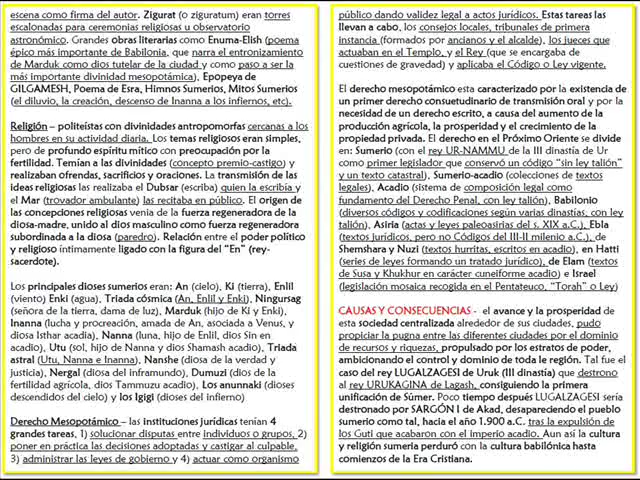 escena como firma del autor. Zigurat (o ziguratum) eran torres
escalonadas para ceremonias religiosas u observatorio
astronómico. Grandes obras literarias como Enuma-Elish (poema
épico más importante de Babilonia, que narra el entronizamiento
de Marduk como dios tutelar de la ciudad y como paso a ser la
más importante divinidad mesopotámica), Epopeya de
GILGAMESH, Poema de Esra, Himnos Sumerios, Mitos Sumerios
(el diluvio, la creación, descenso de Inanna a los infiernos, etc).
Religión – politeístas con divinidades antropomorfas cercanas a los
hombres en su actividad diaria. Los temas religiosos eran simples,
pero de profundo espíritu mítico con preocupación por la
fertilidad. Temían a las divinidades (concepto premio-castigo) y
realizaban ofrendas, sacrificios y oraciones. La transmisión de las
ideas religiosas las realizaba el Dubsar (escriba) quien la escribía y
el Mar (trovador ambulante) las recitaba en público. El origen de
las concepciones religiosas venia de la fuerza regeneradora de la
diosa-madre, unido al dios masculino como fuerza regeneradora
subordinada a la diosa (paredro). Relación entre el poder político
y religioso íntimamente ligado con la figura del “En” (rey-
sacerdote).
Los principales dioses sumerios eran: An (cielo), Ki (tierra), Enlil
(viento) Enki (agua), Triada cósmica (An, Enlil y Enki), Ningursag
(señora de la tierra, dama de luz), Marduk (hijo de Ki y Enki),
Inanna (lucha y procreación, amada de An, asociada a Venus, y
diosa Isthar acadia), Nanna (luna, hijo de Enlil, dios Sin en
acadio), Utu (sol, hijo de Nanna y dios Shamash acadio), Triada
astral (Utu, Nanna e Inanna), Nanshe (diosa de la verdad y
justicia), Nergal (diosa del inframundo), Dumuzi (dios de la
fertilidad agrícola, dios Tammuzu acadio), Los anunnaki (dioses
descendidos del cielo) y los Igigi (dioses del infierno)
Derecho Mesopotámico – las instituciones jurídicas tenían 4
grandes tareas, 1) solucionar disputas entre individuos o grupos, 2)
poner en práctica las decisiones adoptadas y castigar al culpable,
3) administrar las leyes de gobierno y 4) actuar como organismo
público dando validez legal a actos jurídicos. Estas tareas las
llevan a cabo, los consejos locales, tribunales de primera
instancia (formados por ancianos y el alcalde), los jueces que
actuaban en el Templo, y el Rey (que se encargaba de
cuestiones de gravedad) y aplicaba el Código o Ley vigente.
El derecho mesopotámico esta caracterizado por la existencia de
un primer derecho consuetudinario de transmisión oral y por la
necesidad de un derecho escrito, a causa del aumento de la
producción agrícola, la prosperidad y el crecimiento de la
propiedad privada. El derecho en el Próximo Oriente se divide
en: Sumerio (con el rey UR-NAMMU de la III dinastía de Ur
como primer legislador que conservó un código “sin ley talión”
y un texto catastral), Sumerio-acadio (colecciones de textos
legales), Acadio (sistema de composición legal como
fundamento del Derecho Penal, con ley talión), Babilonio
(diversos códigos y codificaciones según varias dinastías, con ley
talión), Asiria (actas y leyes paleoasirias del s. XIX a.C.), Ebla
(textos jurídicos, pero no Códigos del III-II milenio a.C.), de
Shemshara y Nuzi (textos hurritas, escritos en acadio), en Hatti
(series de leyes formando un tratado jurídico), de Elam (textos
de Susa y Khukhur en carácter cuneiforme acadio) e Israel
(legislación mosaica recogida en el Pentateuco, “Torah” o Ley)
CAUSAS Y CONSECUENCIAS - el avance y la prosperidad de
esta sociedad centralizada alrededor de sus ciudades, pudo
propiciar la pugna entre las diferentes ciudades por el dominio
de recursos y riquezas, propulsado por los estratos de poder,
ambicionando el control y dominio de toda le región. Tal fue el
caso del rey LUGALZAGESI de Uruk (III dinastía) que destrono
al rey URUKAGINA de Lagash, consiguiendo la primera
unificación de Súmer. Poco tiempo después LUGALZAGESI sería
destronado por SARGÓN I de Akad, desapareciendo el pueblo
sumerio como tal, hacia el año 1.900 a.C. tras la expulsión de
los Guti que acabaron con el imperio acadio. Aun así la cultura
y religión sumeria perduró con la cultura babilónica hasta
comienzos de la Era Cristiana.